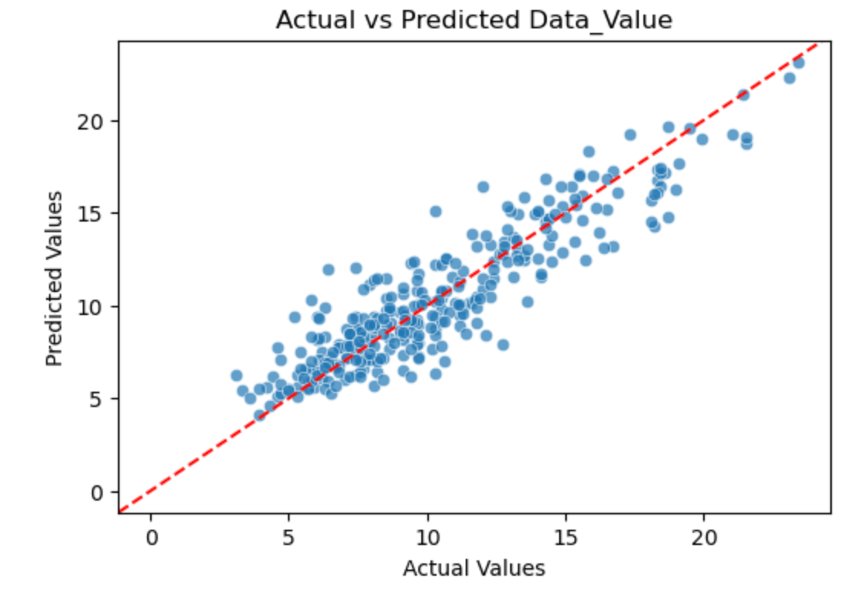 Actual vs Predicted Data_Value
Predicted Values
20
15
10
5
0
0 5 10 15 20
Actual Values